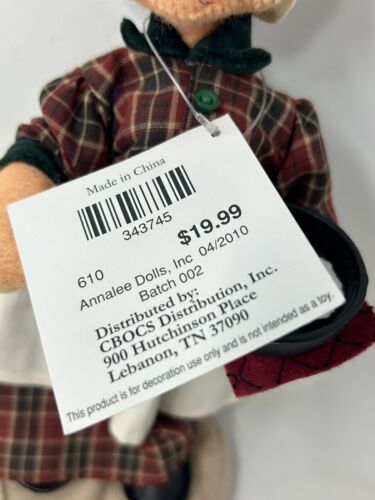 Made in China
343745
$19.99
610
Annalee Dolls, Inc 04/2010
Batch 002
Distributed by:
CBOCS Distribution, Inc.
900 Hutchinson Place
Lebanon, TN 37090
This product is for decoration use only and is not intended as a toy.